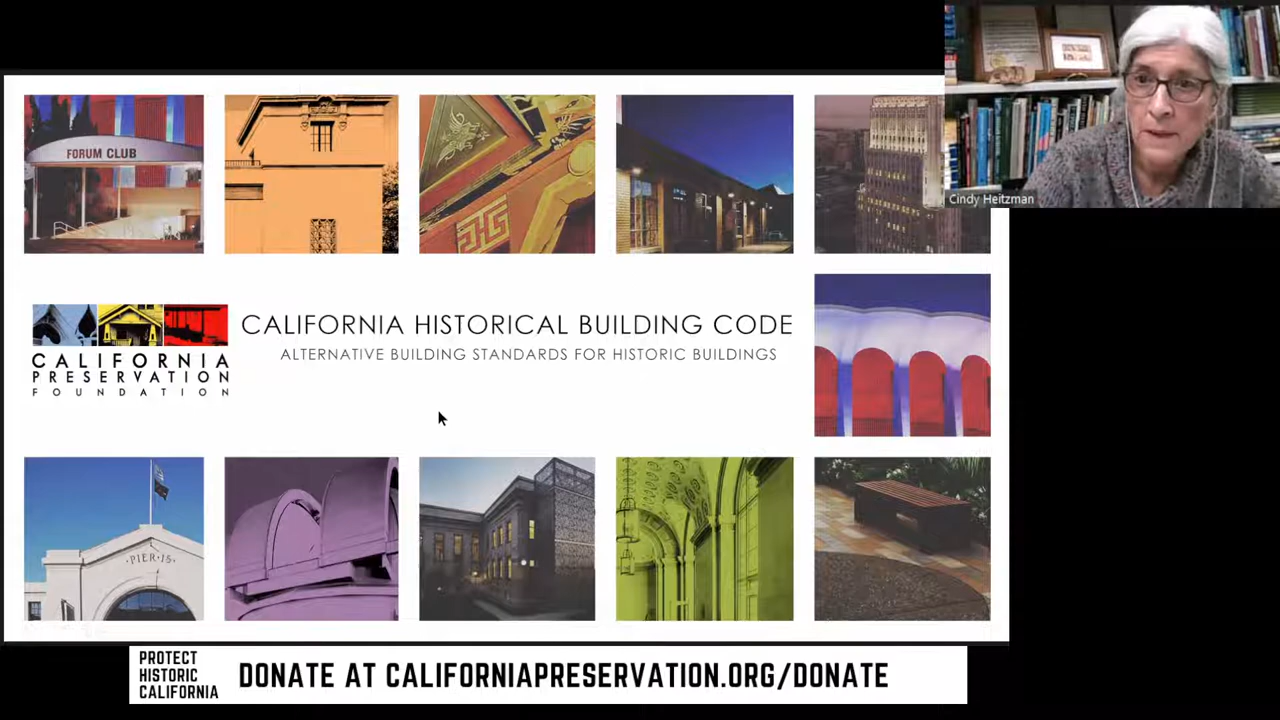 FORUM CLUB
Cindy Heitzman
CALIFORNIA
PRESERVATION
FOUNDATION
CALIFORNIA HISTORICAL BUILDING CODE
ALTERNATIVE BUILDING STANDARDS FOR HISTORIC BUILDINGS
·PIER·15·
PROTECT
HISTORIC
CALIFORNIA
DONATE AT CALIFORNIAPRESERVATION.ORG/DONATE